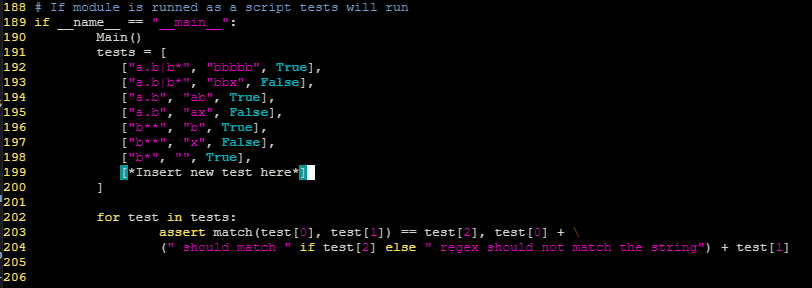 188 # If module is runned as a script tests will run
189 if __name__ == "__main__":
190 Main()
191 tests = [
192 ["a.b|b*", "bbbbb", True],
193 ["a.b|b*", "bbx", False],
194 ["a.b", "ab", True],
195 ["a.b", "ax", False],
196 ["b**", "b", True],
197 ["b**", "x", False],
198 ["b*", "", True],
199 [*Insert new test here*]
200 ]
201
202 for test in tests:
203 assert match(test[0], test[1]) == test[2], test[0] + \
204 (" should match " if test[2] else " regex should not match the string") + test[1]
205
206